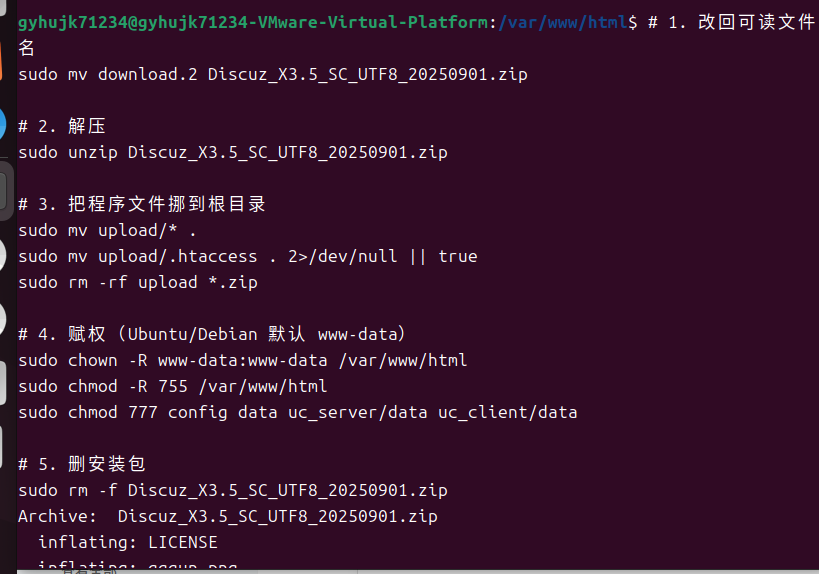 gyhujk71234@gyhujk71234-VMware-Virtual-Platform:/var/www/html$ # 1. 改回可读文件
名
sudo mv download.2 Discuz_X3.5_SC_UTF8_20250901.zip
# 2. 解压
sudo unzip Discuz_X3.5_SC_UTF8_20250901.zip
# 3. 把程序文件挪到根目录
sudo mv upload/* .
sudo mv upload/.htaccess . 2>/dev/null || true
sudo rm -rf upload *.zip
# 4. 赋权（Ubuntu/Debian 默认 www-data）
sudo chown -R www-data:www-data /var/www/html
sudo chmod -R 755 /var/www/html
sudo chmod 777 config data uc_server/data uc_client/data
# 5. 删安装包
sudo rm -f Discuz_X3.5_SC_UTF8_20250901.zip
Archive:  Discuz_X3.5_SC_UTF8_20250901.zip
  inflating: LICENSE
  inflating: